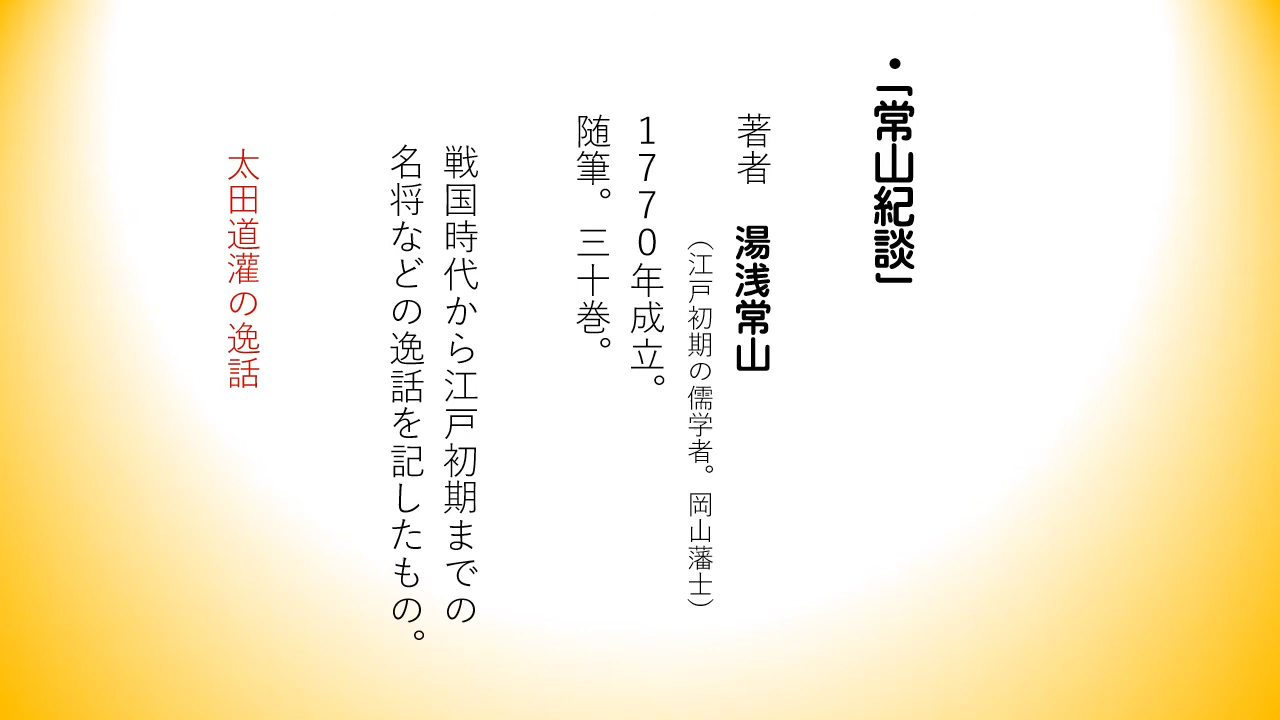 ・「常山紀談」
著者　湯浅常山
（江戸初期の儒学者。岡山藩士）
１７７０年成立。
随筆。三十巻。
戦国時代から江戸初期までの
名将などの逸話を記したもの。
太田道灌の逸話